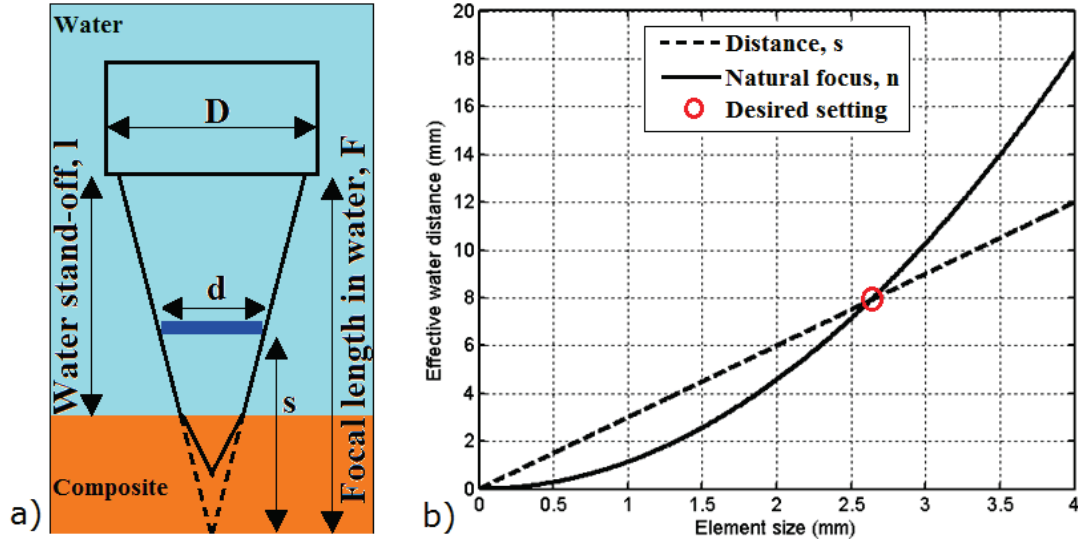 Water
D
Water stand-off, l
Focal length in water, F
d
s
Composite
a)
Distance, s
Natural focus, n
Desired setting
Effective water distance (mm)
20
18
16
14
12
10
8
6
4
2
0
0 0.5 1 1.5 2 2.5 3 3.5 4
Element size (mm)
b)